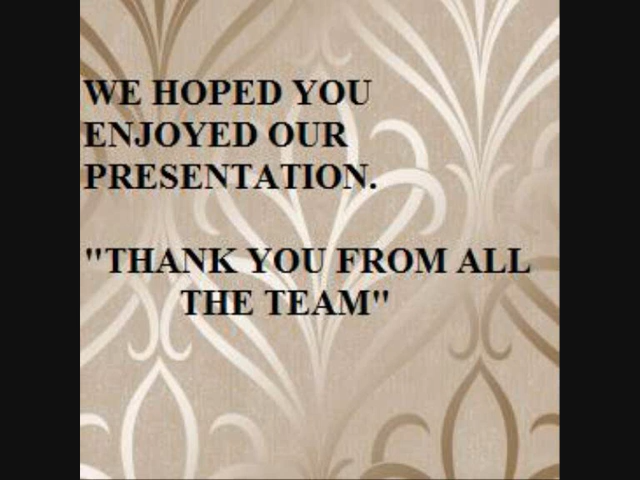 WE HOPED YOU
ENJOYED OUR
PRESENTATION.
"THANK YOU FROM ALL
THE TEAM"